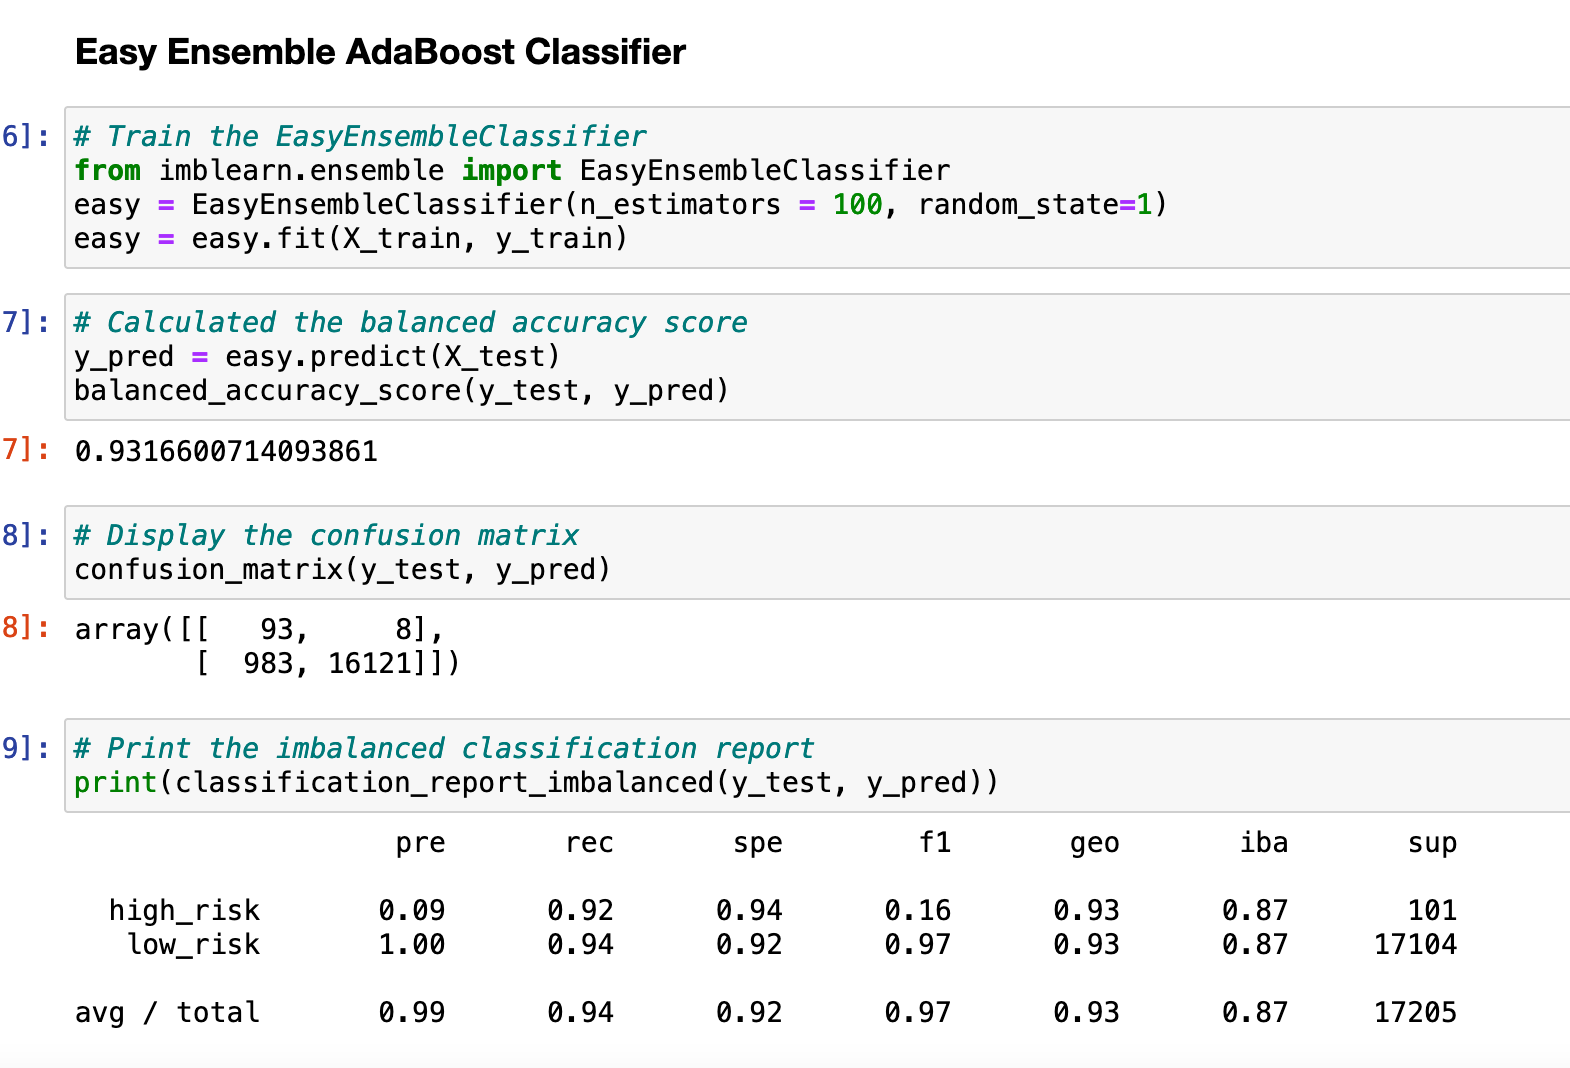 Easy Ensemble AdaBoost Classifier
6]: # Train the EasyEnsembleClassifier
from imblearn.ensemble import EasyEnsembleClassifier
easy = EasyEnsembleClassifier(n_estimators = 100, random_state=1)
easy = easy.fit(X_train, y_train)
7]: # Calculated the balanced accuracy score
y_pred = easy.predict(X_test)
balanced_accuracy_score(y_test, y_pred)
7]: 0.9316600714093861
8]: # Display the confusion matrix
confusion_matrix(y_test, y_pred)
8]: array([[   93,     8],
       [  983, 16121]])
9]: # Print the imbalanced classification report
print(classification_report_imbalanced(y_test, y_pred))
                   pre       rec       spe        f1       geo       iba       sup
  high_risk       0.09      0.92      0.94      0.16      0.93      0.87       101
   low_risk       1.00      0.94      0.92      0.97      0.93      0.87     17104
avg / total       0.99      0.94      0.92      0.97      0.93      0.87     17205